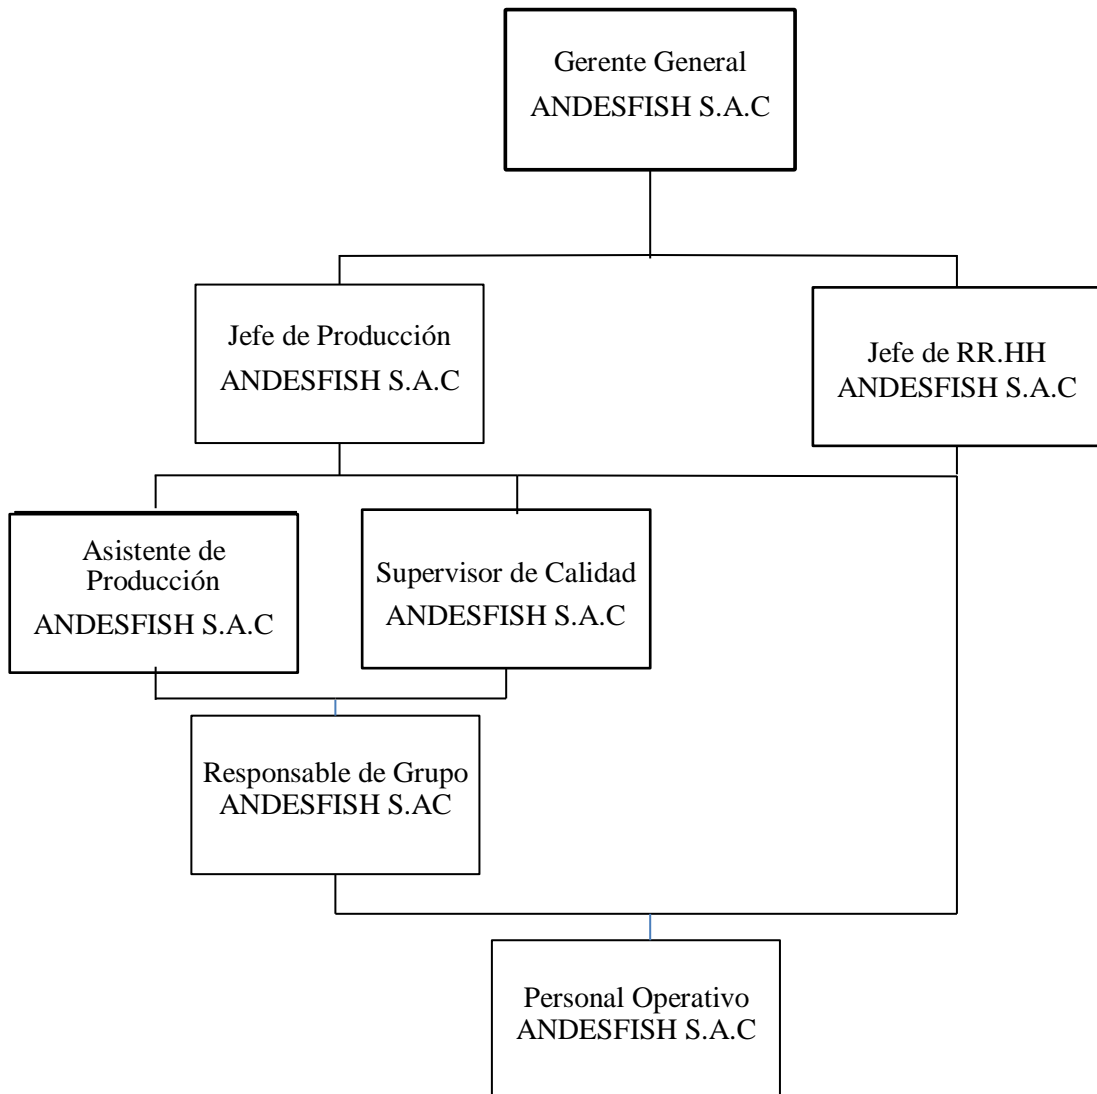 Gerente General
ANDESFISH S.A.C
Jefe de Producción
ANDESFISH S.A.C
Jefe de RR.HH
ANDESFISH S.A.C
Asistente de
Producción
ANDESFISH S.A.C
Supervisor de Calidad
ANDESFISH S.A.C
Responsable de Grupo
ANDESFISH S.AC
Personal Operativo
ANDESFISH S.A.C